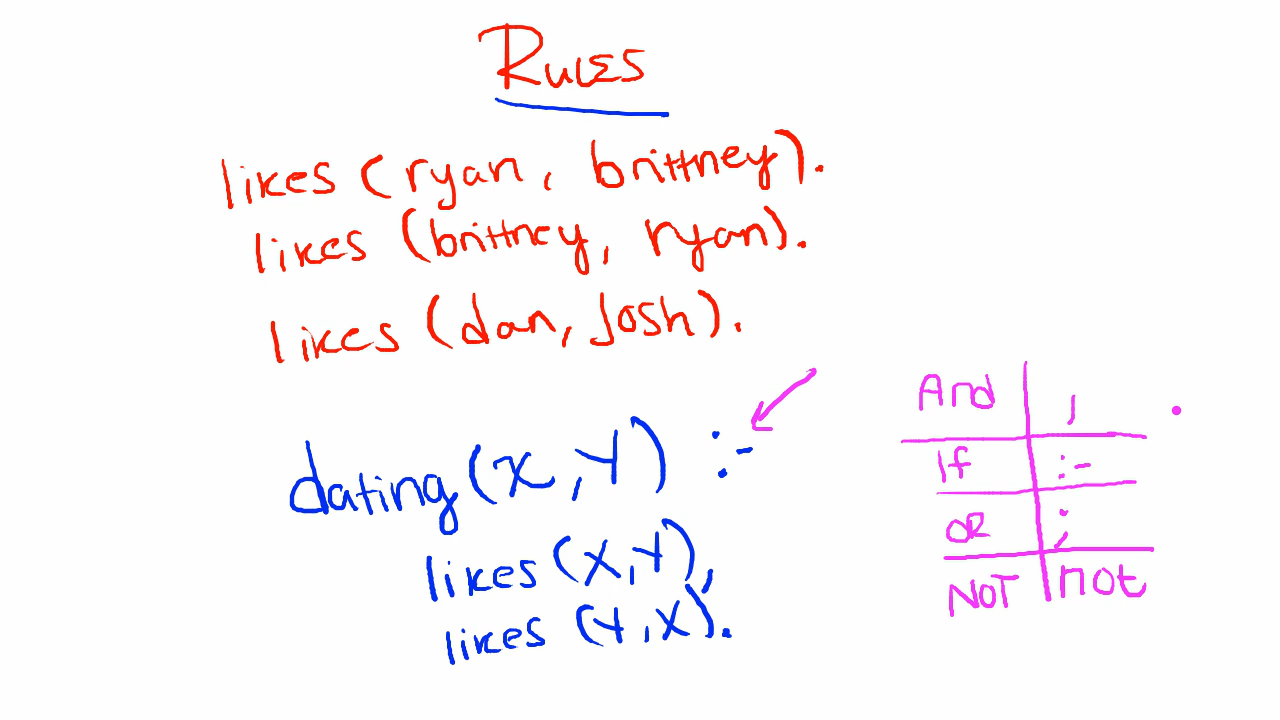 Rules
likes (ryan, brittney).
likes (brittney, ryan).
likes (dan, josh).
dating (X, Y) :-
likes (X, Y),
likes (Y, X).
And ,
If :-
OR ;
NOT not